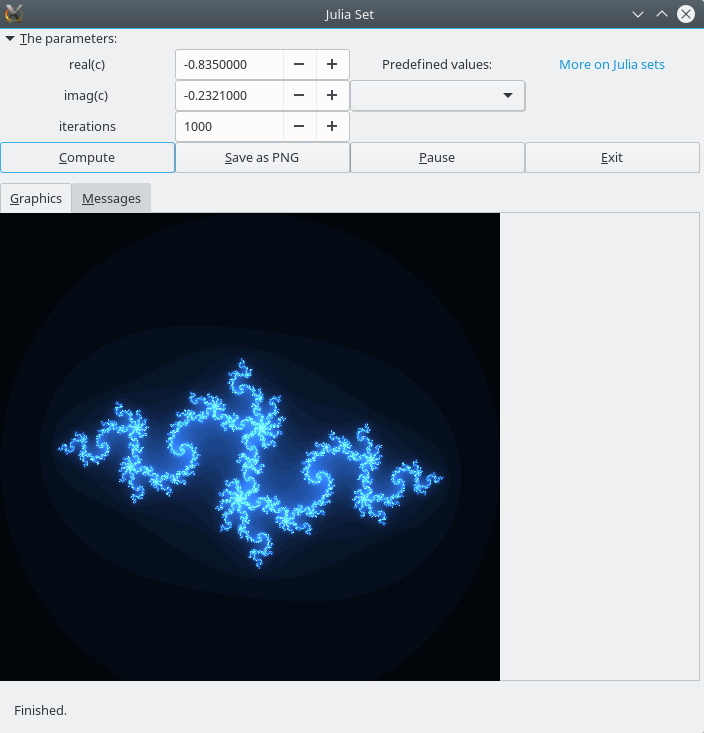 Julia Set
The parameters:
real(c) -0.8350000 − + Predefined values: More on Julia sets
imag(c) -0.2321000 − +
iterations 1000 − +
Compute Save as PNG Pause Exit
Graphics Messages
Finished.